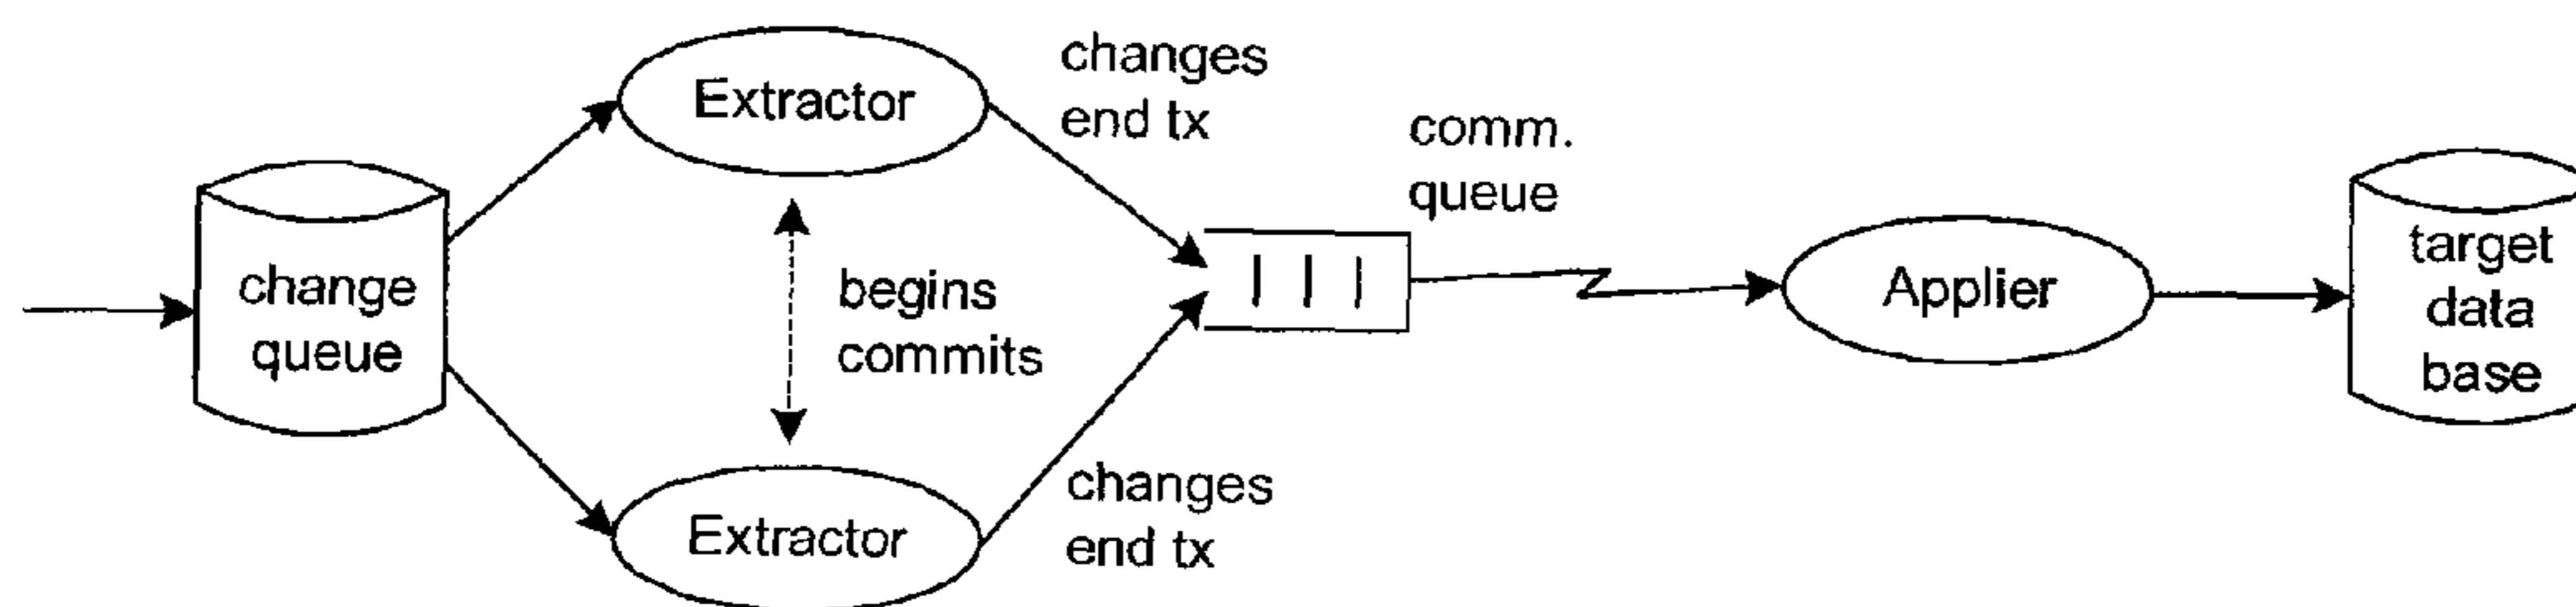 change
queue
Extractor
begins
commits
Extractor
changes
end tx
changes
end tx
comm.
queue
Applier
target
data
base